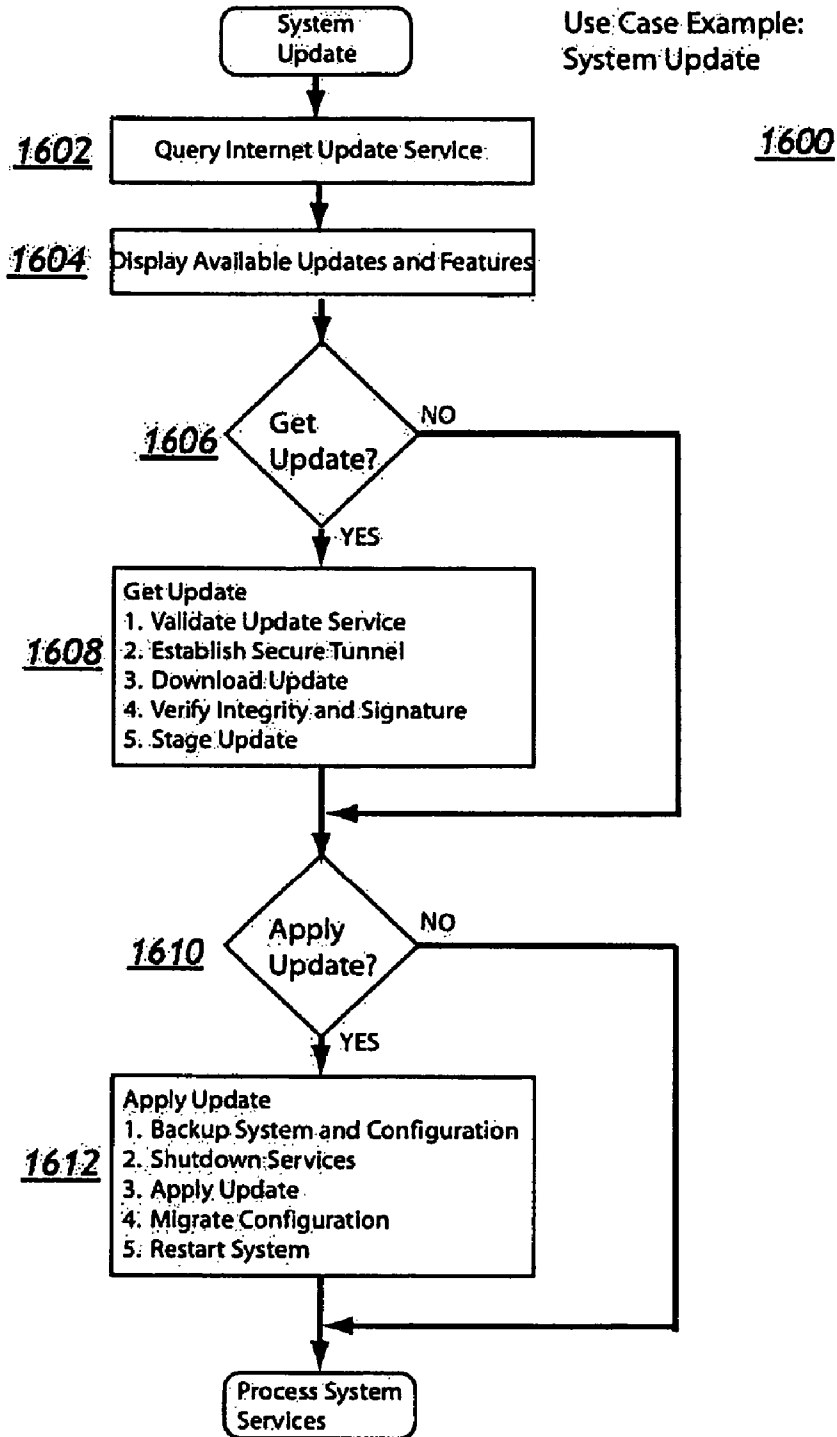 System
Update
Use Case Example:
System Update
1600
1602
Query Internet Update Service
1604
Display Available Updates and Features
1606
Get
Update?
NO
YES
1608
Get Update
1. Validate Update Service
2. Establish Secure Tunnel
3. Download Update
4. Verify Integrity and Signature
5. Stage Update
1610
Apply
Update?
NO
YES
1612
Apply Update
1. Backup System and Configuration
2. Shutdown Services
3. Apply Update
4. Migrate Configuration
5. Restart System
Process System
Services